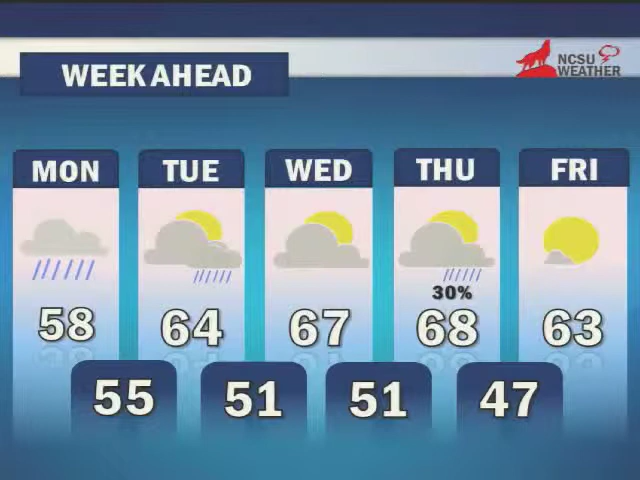 WEEK AHEAD
NCSU
WEATHER
MON TUE WED THU FRI
30%
58 64 67 68 63
55 51 51 47